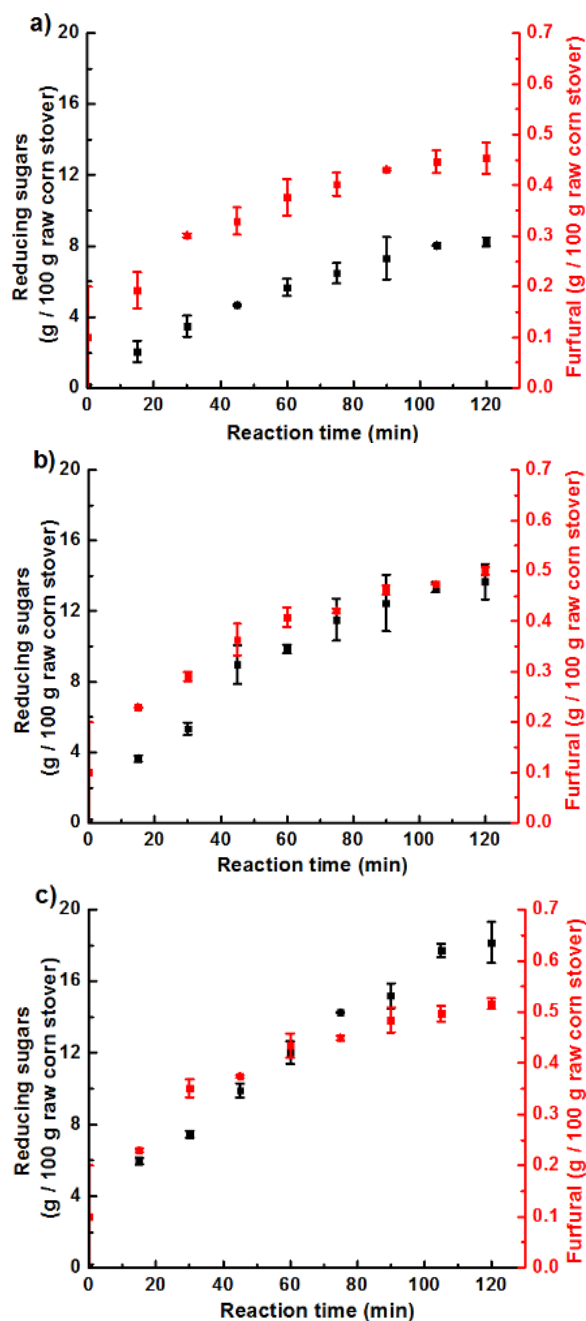 a)
20
16
12
8
4
0
Reducing sugars
(g / 100 g raw corn stover)
0.7
0.6
0.5
0.4
0.3
0.2
0.1
0.0
Furfural (g / 100 g raw corn stover)
0 20 40 60 80 100 120
Reaction time (min)
b)
20
16
12
8
4
0
Reducing sugars
(g / 100 g raw corn stover)
0.7
0.6
0.5
0.4
0.3
0.2
0.1
0.0
Furfural (g / 100 g raw corn stover)
0 20 40 60 80 100 120
Reaction time (min)
c)
20
16
12
8
4
0
Reducing sugars
(g / 100 g raw corn stover)
0.7
0.6
0.5
0.4
0.3
0.2
0.1
0.0
Furfural (g / 100 g raw corn stover)
0 20 40 60 80 100 120
Reaction time (min)